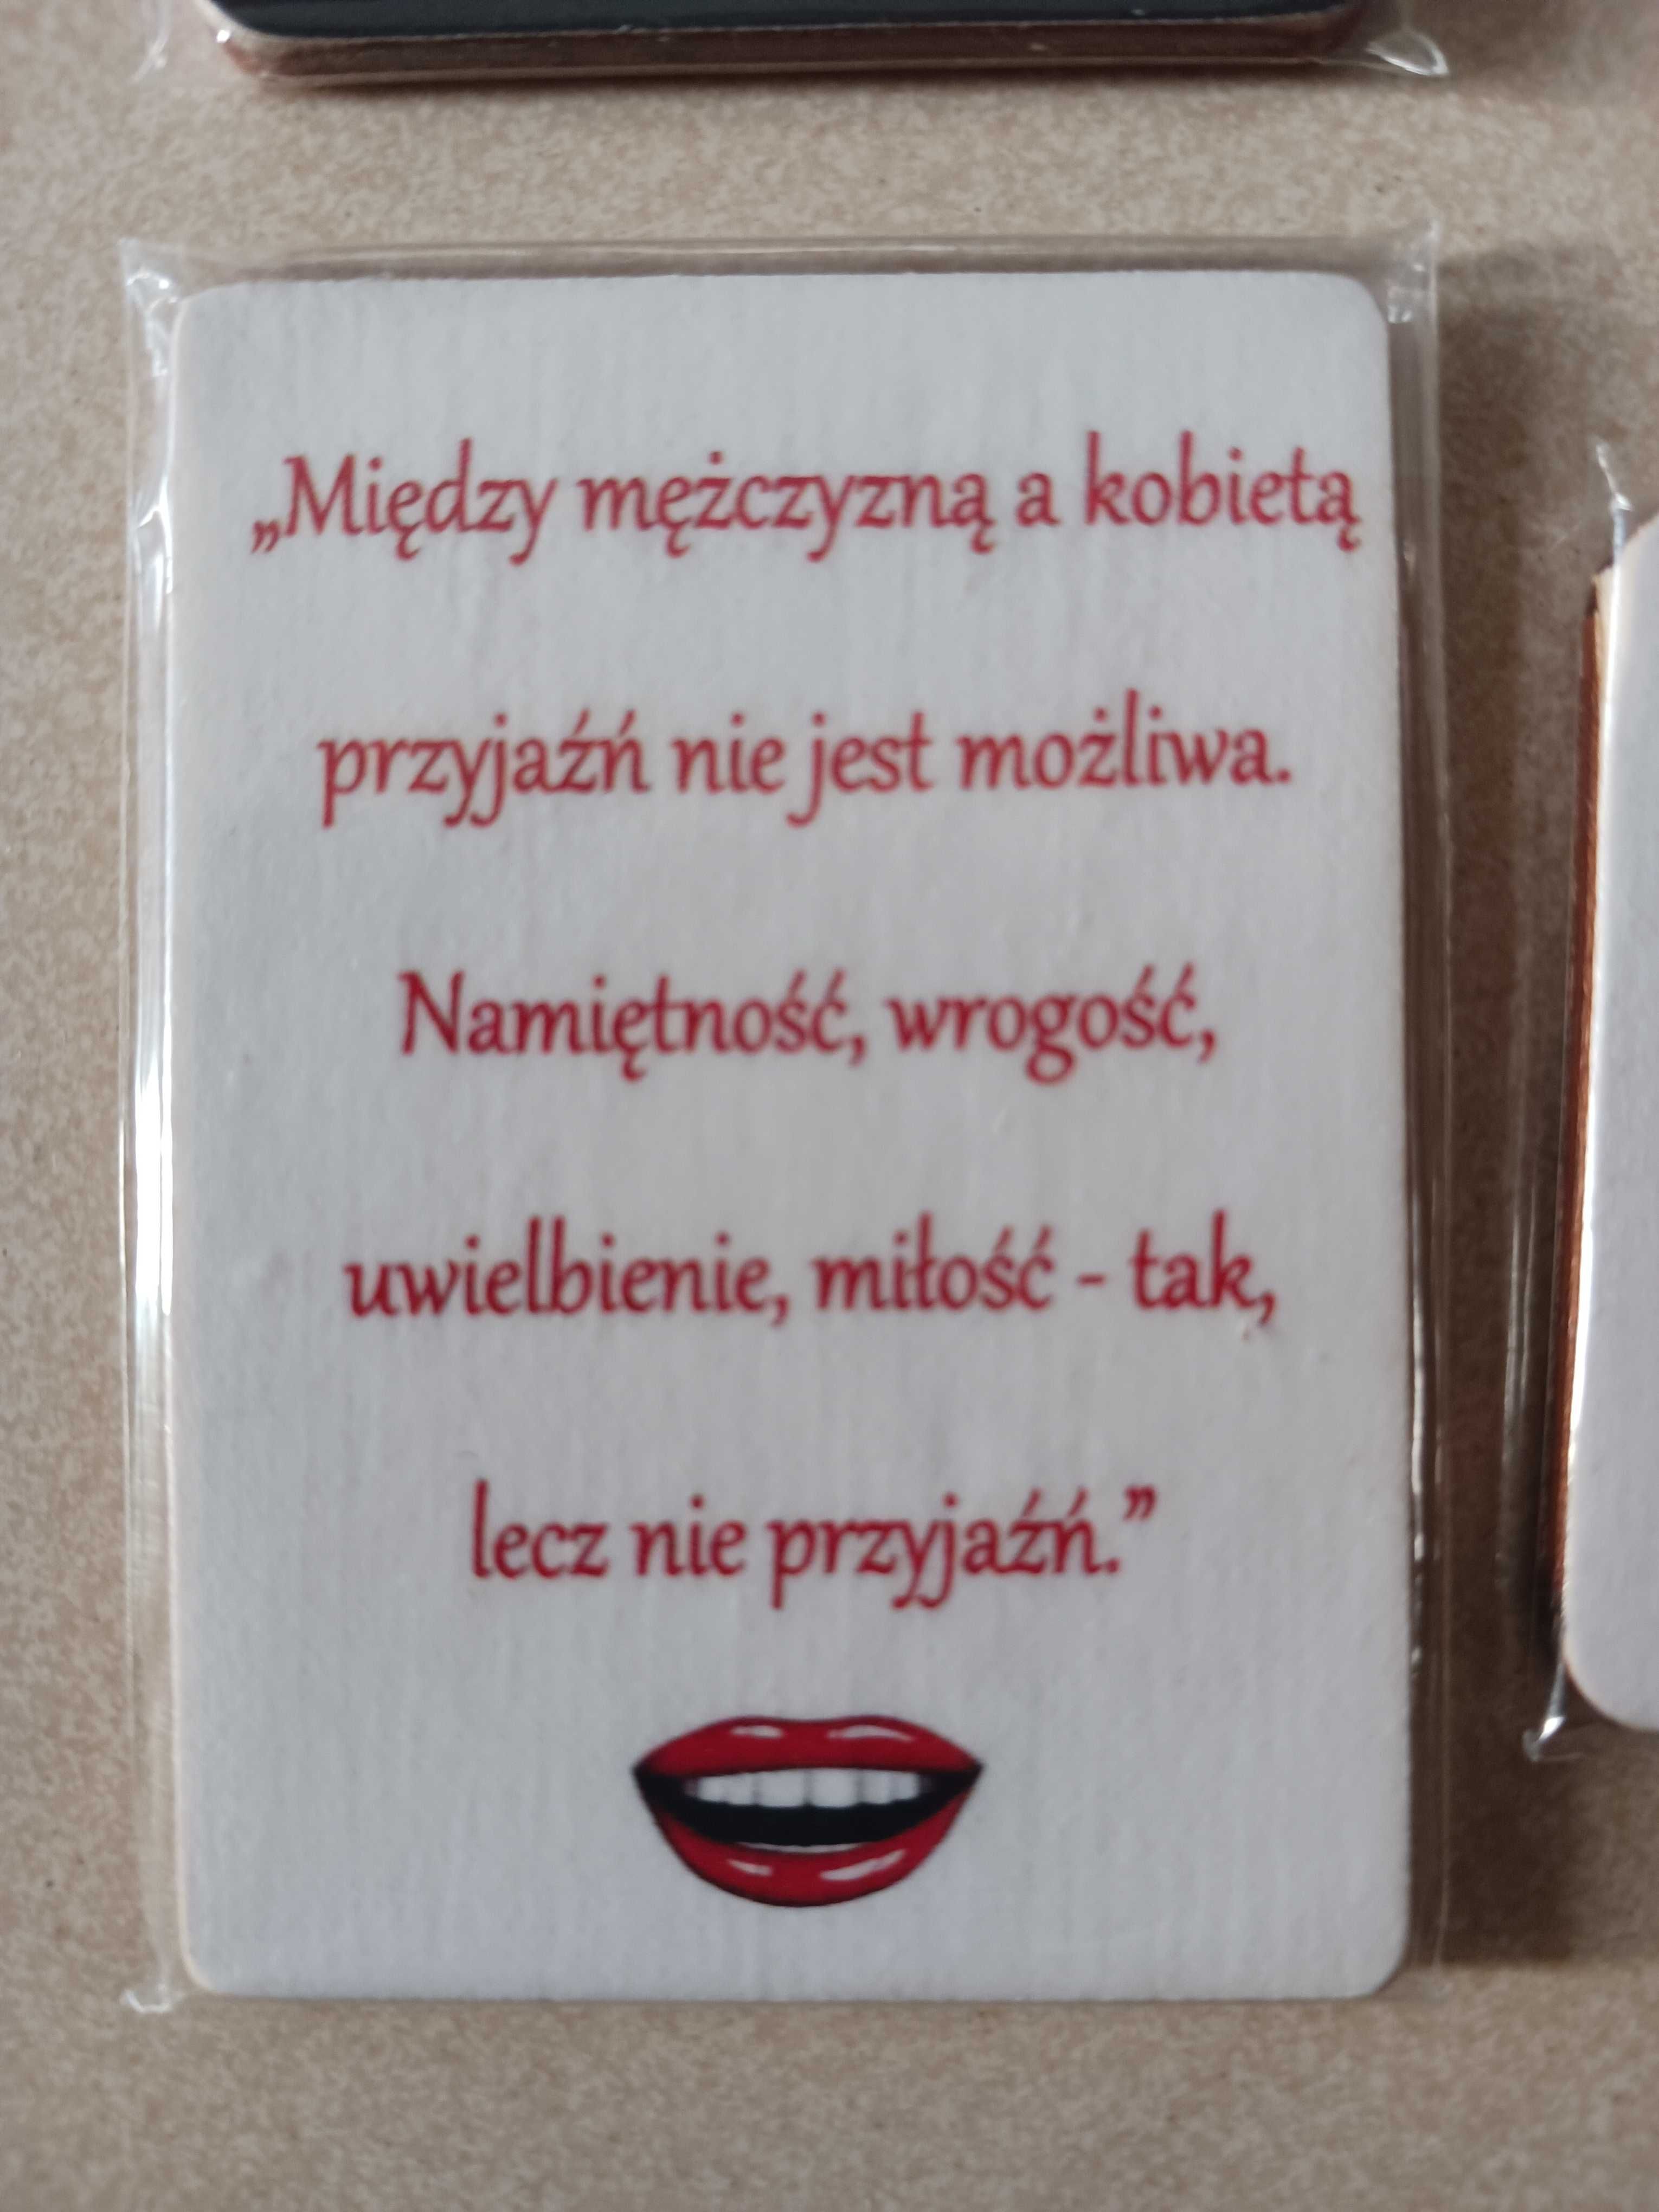 „Między mężczyzną a kobietą
przyjaźń nie jest możliwa.
Namiętność, wrogość,
uwielbienie, miłość - tak,
lecz nie przyjaźń.”